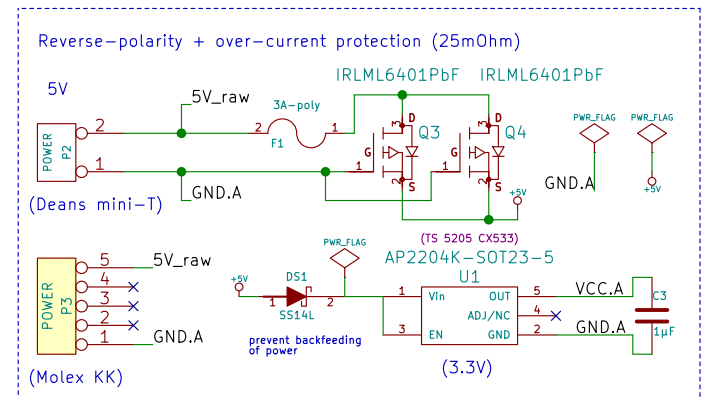 Reverse-polarity + over-current protection (25mOhm)
5V
IRLML6401PbF
IRLML6401PbF
5V_raw
3A-poly
2
1
F1
POWER
P2
2
1
3
D
Q3
G
1
2
S
3
D
Q4
G
1
2
S
PWR_FLAG
PWR_FLAG
GND.A
+5V
GND.A
+5V
(Deans mini-T)
(TS 5205 CX533)
AP2204K-SOT23-5
U1
POWER
P3
5
4
3
2
1
5V_raw
GND.A
(Molex KK)
+5V
DS1
1
2
SS14L
PWR_FLAG
prevent backfeeding
of power
1
Vin
OUT
5
VCC.A
ADJ/NC
4
3
EN
GND
2
GND.A
C3
1µF
(3.3V)